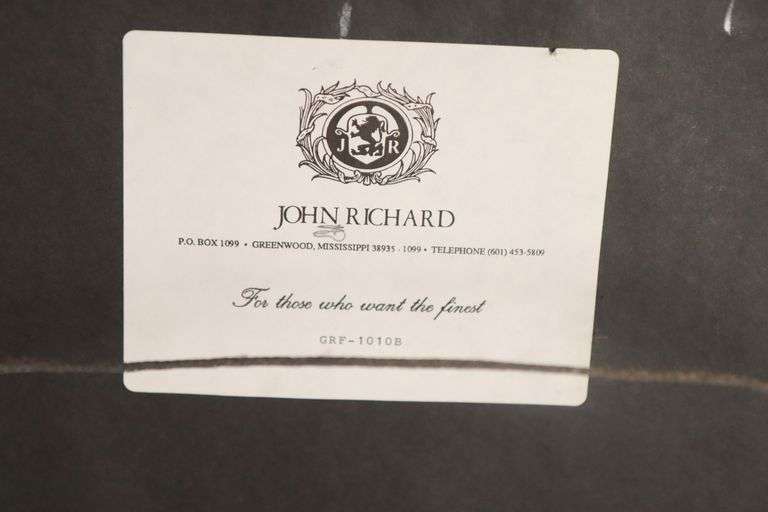 J R
JOHN RICHARD
P.O. BOX 1099 • GREENWOOD, MISSISSIPPI 38935 - 1099 • TELEPHONE (601) 453-5809
For those who want the finest
GRF-1010B